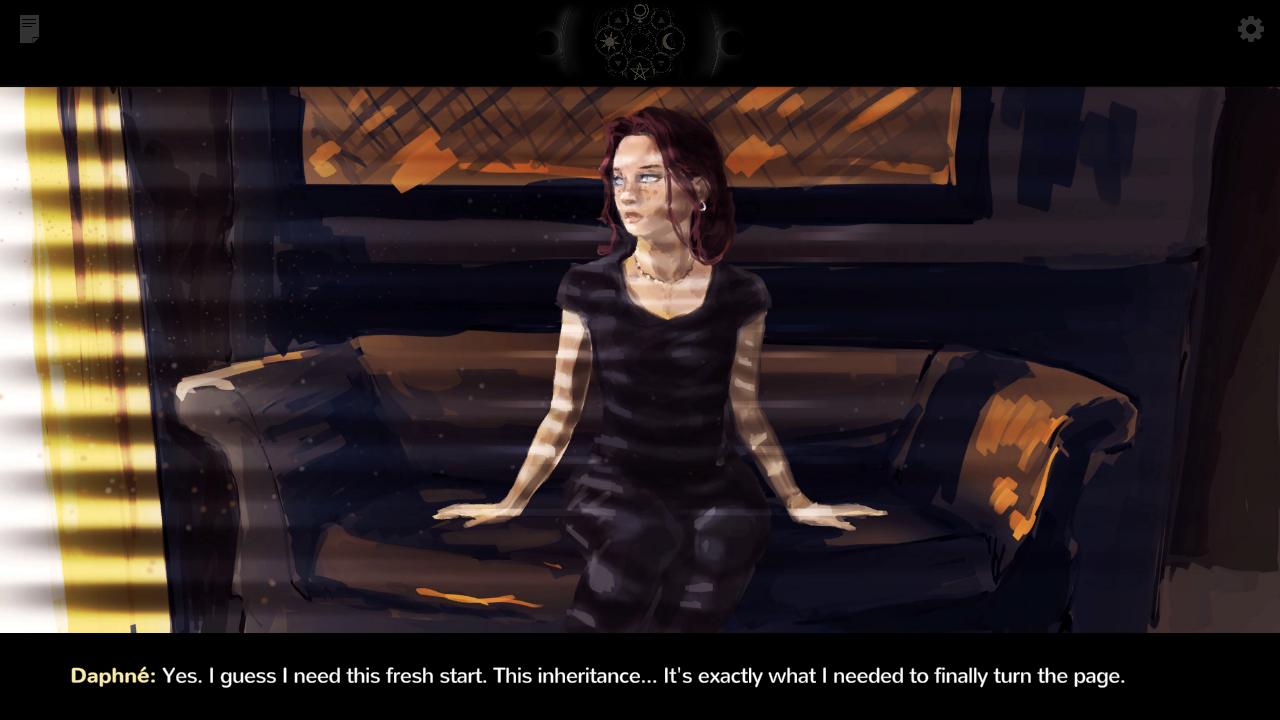 Daphné: Yes. I guess I need this fresh start. This inheritance... It's exactly what I needed to finally turn the page.